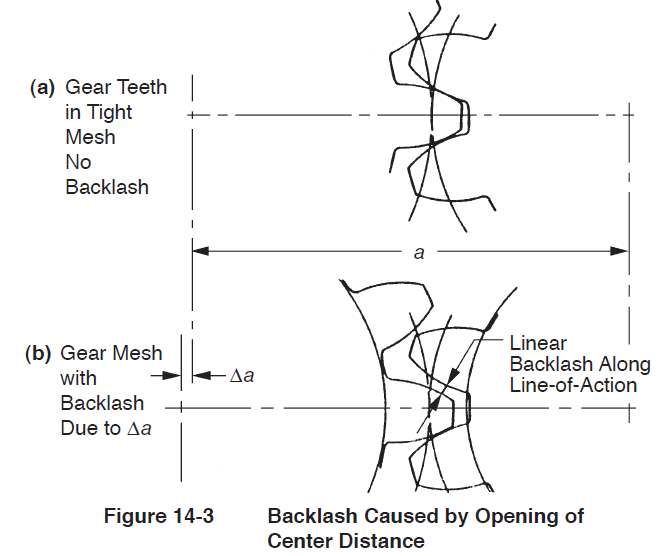 (a) Gear Teeth
in Tight
Mesh
No
Backlash
a
(b) Gear Mesh
with
Backlash
Due to Δa
Δa
Linear
Backlash Along
Line-of-Action
Figure 14-3 Backlash Caused by Opening of
Center Distance